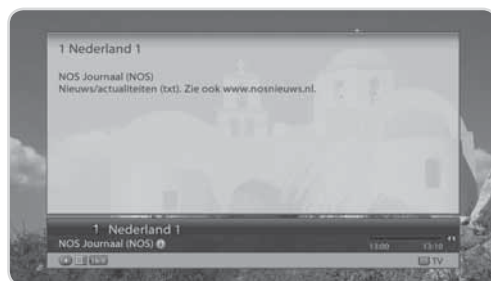 1 Nederland 1
NOS Journaal (NOS)
Nieuws/actualiteiten (txt). Zie ook www.nosnieuws.nl.
1 Nederland 1
NOS Journaal (NOS)
13:00 13:10
TV